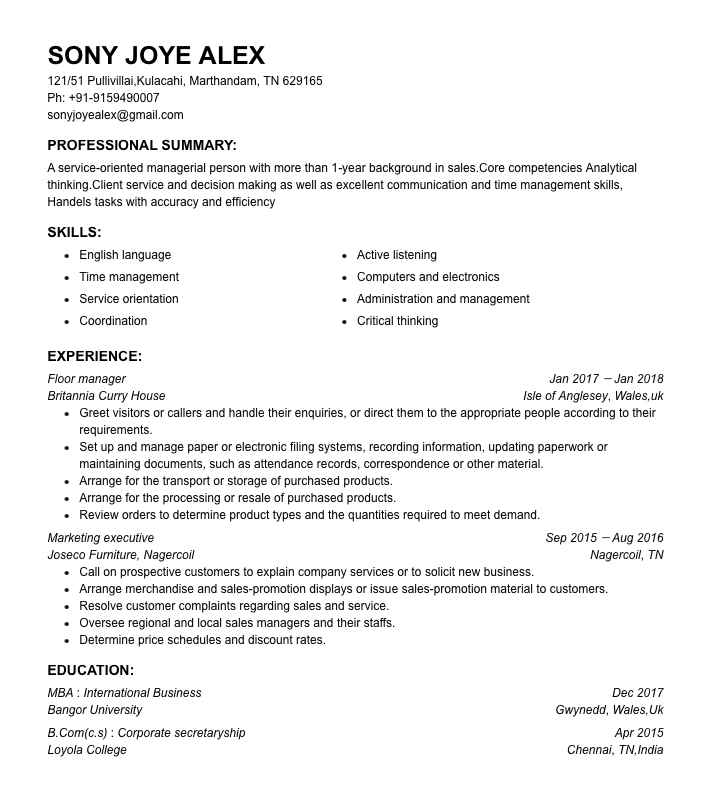 SONY JOYE ALEX
121/51 Pullivillai,Kulacahi, Marthandam, TN 629165
Ph: +91-9159490007
sonyjoyealex@gmail.com
PROFESSIONAL SUMMARY:
A service-oriented managerial person with more than 1-year background in sales.Core competencies Analytical
thinking.Client service and decision making as well as excellent communication and time management skills,
Handels tasks with accuracy and efficiency
SKILLS:
• English language
• Time management
• Service orientation
• Coordination
• Active listening
• Computers and electronics
• Administration and management
• Critical thinking
EXPERIENCE:
Floor manager Jan 2017 – Jan 2018
Britannia Curry House Isle of Anglesey, Wales,uk
• Greet visitors or callers and handle their enquiries, or direct them to the appropriate people according to their
requirements.
• Set up and manage paper or electronic filing systems, recording information, updating paperwork or
maintaining documents, such as attendance records, correspondence or other material.
• Arrange for the transport or storage of purchased products.
• Arrange for the processing or resale of purchased products.
• Review orders to determine product types and the quantities required to meet demand.
Marketing executive Sep 2015 – Aug 2016
Joseco Furniture, Nagercoil Nagercoil, TN
• Call on prospective customers to explain company services or to solicit new business.
• Arrange merchandise and sales-promotion displays or issue sales-promotion material to customers.
• Resolve customer complaints regarding sales and service.
• Oversee regional and local sales managers and their staffs.
• Determine price schedules and discount rates.
EDUCATION:
MBA : International Business Dec 2017
Bangor University Gwynedd, Wales,Uk
B.Com(c.s) : Corporate secretaryship Apr 2015
Loyola College Chennai, TN,India